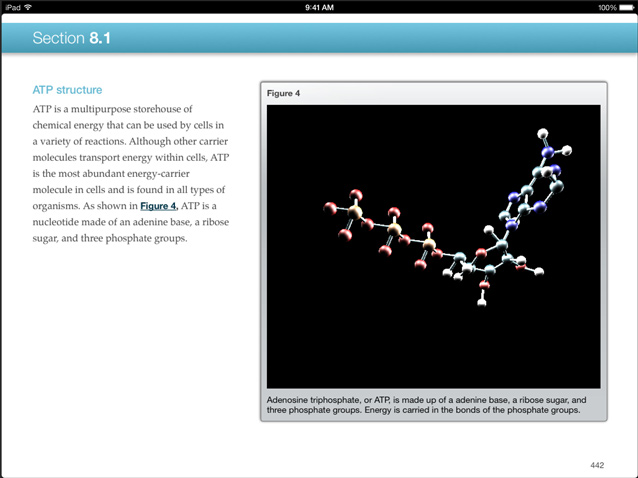 iPad
9:41 AM
100%
Section 8.1
ATP structure
ATP is a multipurpose storehouse of
chemical energy that can be used by cells in
a variety of reactions. Although other carrier
molecules transport energy within cells, ATP
is the most abundant energy-carrier
molecule in cells and is found in all types of
organisms. As shown in Figure 4, ATP is a
nucleotide made of an adenine base, a ribose
sugar, and three phosphate groups.
Figure 4
Adenosine triphosphate, or ATP, is made up of a adenine base, a ribose sugar, and
three phosphate groups. Energy is carried in the bonds of the phosphate groups.
442